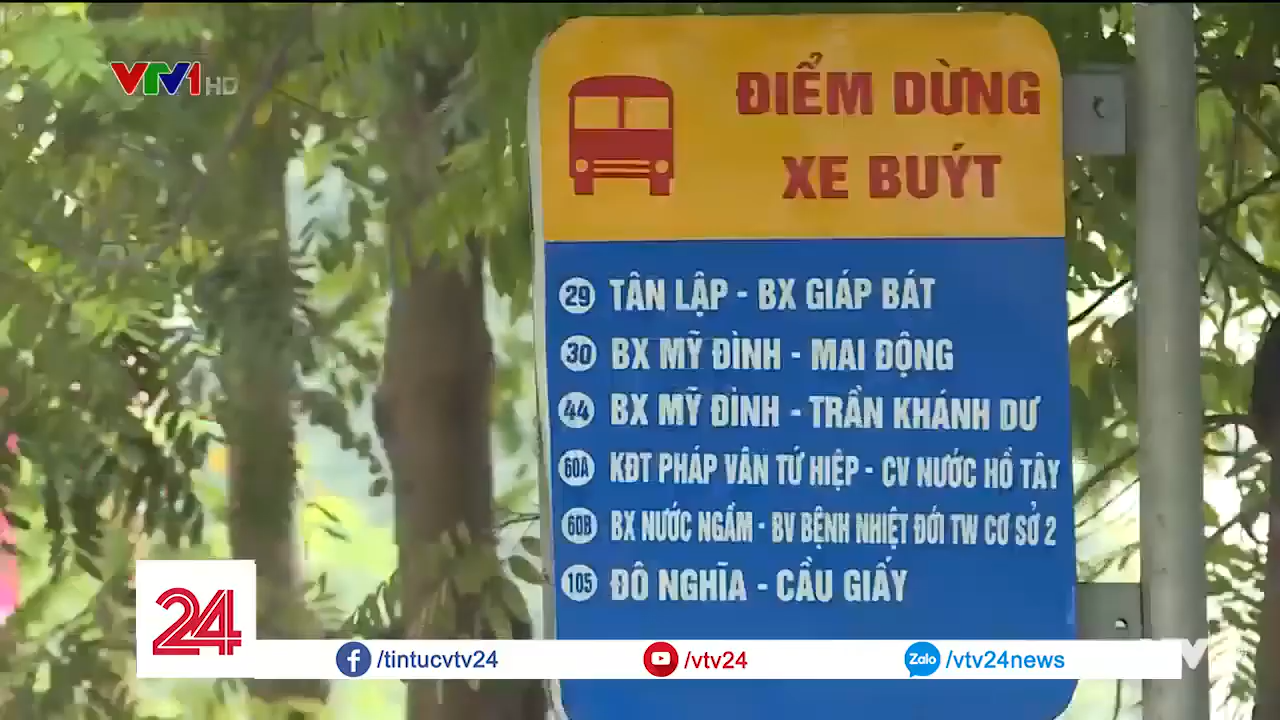 VTV1 HD
ĐIỂM DỪNG
XE BUÝT
29 TÂN LẬP - BX GIÁP BÁT
30 BX MỸ ĐÌNH - MAI ĐỘNG
44 BX MỸ ĐÌNH - TRẦN KHÁNH DƯ
60A KĐT PHÁP VÂN TỨ HIỆP - CV NƯỚC HỒ TÂY
60B BX NƯỚC NGẦM - BV BỆNH NHIỆT ĐỚI TW CƠ SỞ 2
105 ĐÔ NGHĨA - CẦU GIẤY
24
/tintucvtv24 /vtv24 Zalo /vtv24news